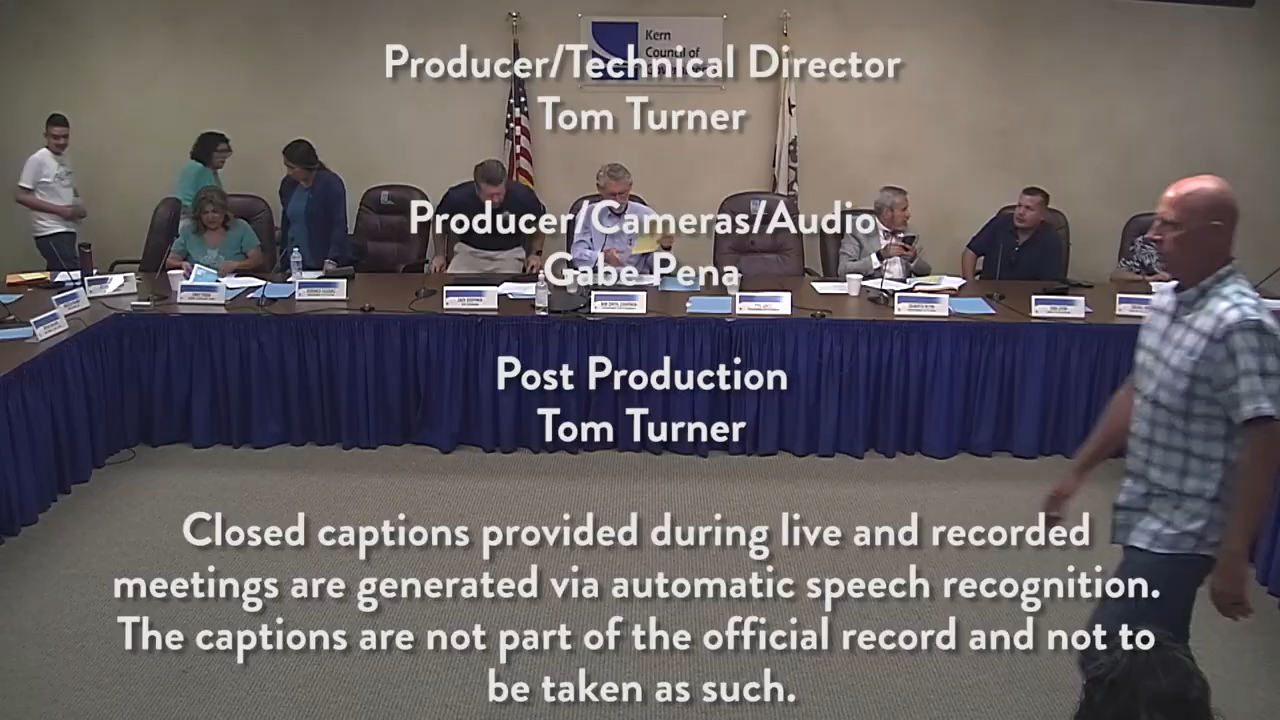 Kern
Council of
Producer/Technical Director
Tom Turner
Producer/Cameras/Audio
Gabe Pena
Post Production
Tom Turner
Closed captions provided during live and recorded
meetings are generated via automatic speech recognition.
The captions are not part of the official record and not to
be taken as such.